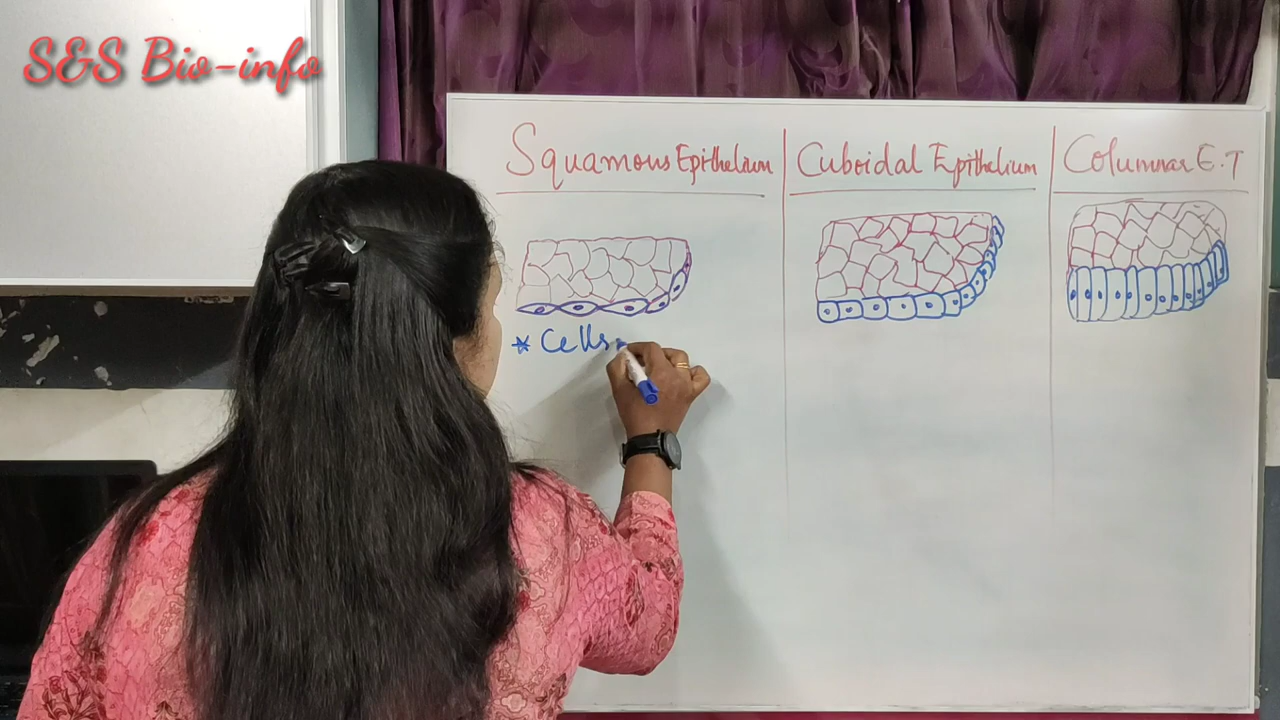 S&S Bio-info
Squamous Epithelium
Cuboidal Epithelium
Columnar E.T
* Cells